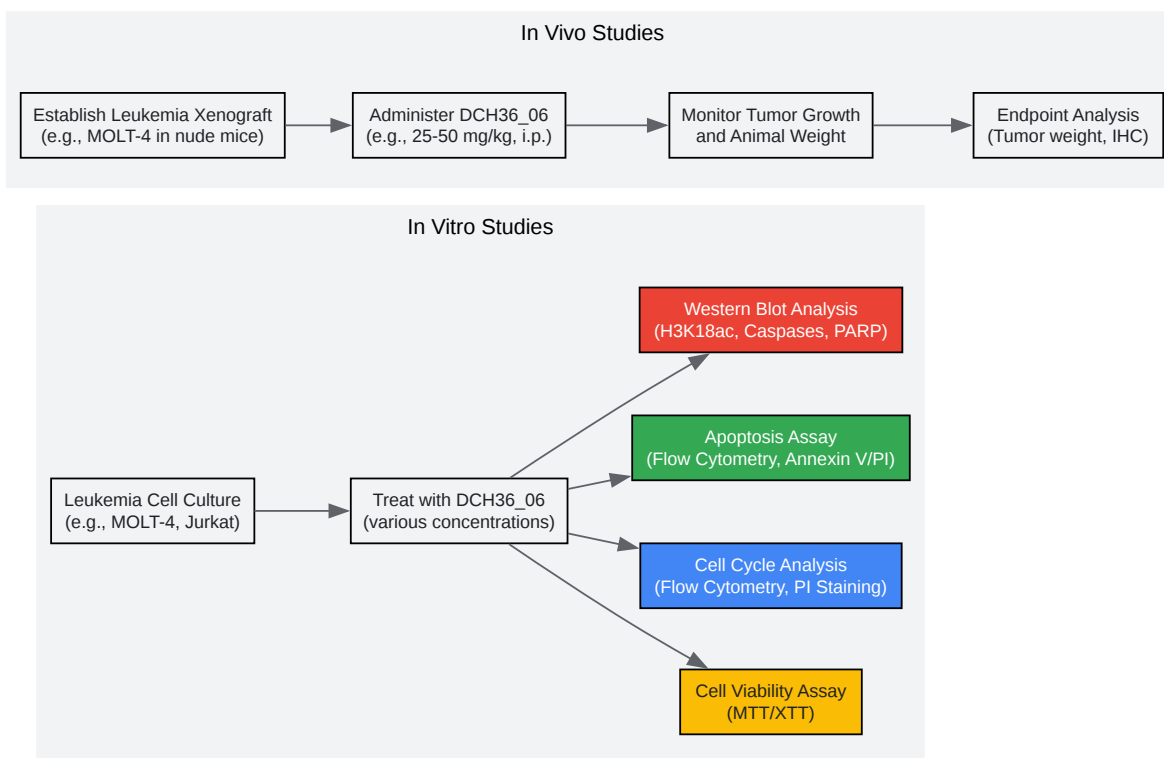 In Vivo Studies
Establish Leukemia Xenograft
(e.g., MOLT-4 in nude mice)
Administer DCH36_06
(e.g., 25-50 mg/kg, i.p.)
Monitor Tumor Growth
and Animal Weight
Endpoint Analysis
(Tumor weight, IHC)
In Vitro Studies
Leukemia Cell Culture
(e.g., MOLT-4, Jurkat)
Treat with DCH36_06
(various concentrations)
Western Blot Analysis
(H3K18ac, Caspases, PARP)
Apoptosis Assay
(Flow Cytometry, Annexin V/PI)
Cell Cycle Analysis
(Flow Cytometry, PI Staining)
Cell Viability Assay
(MTT/XTT)